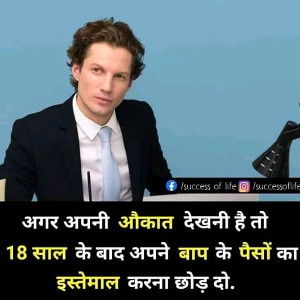 /success of life /successoflife
अगर अपनी औकात देखनी है तो
18 साल के बाद अपने बाप के पैसों का
इस्तेमाल करना छोड़ दो.